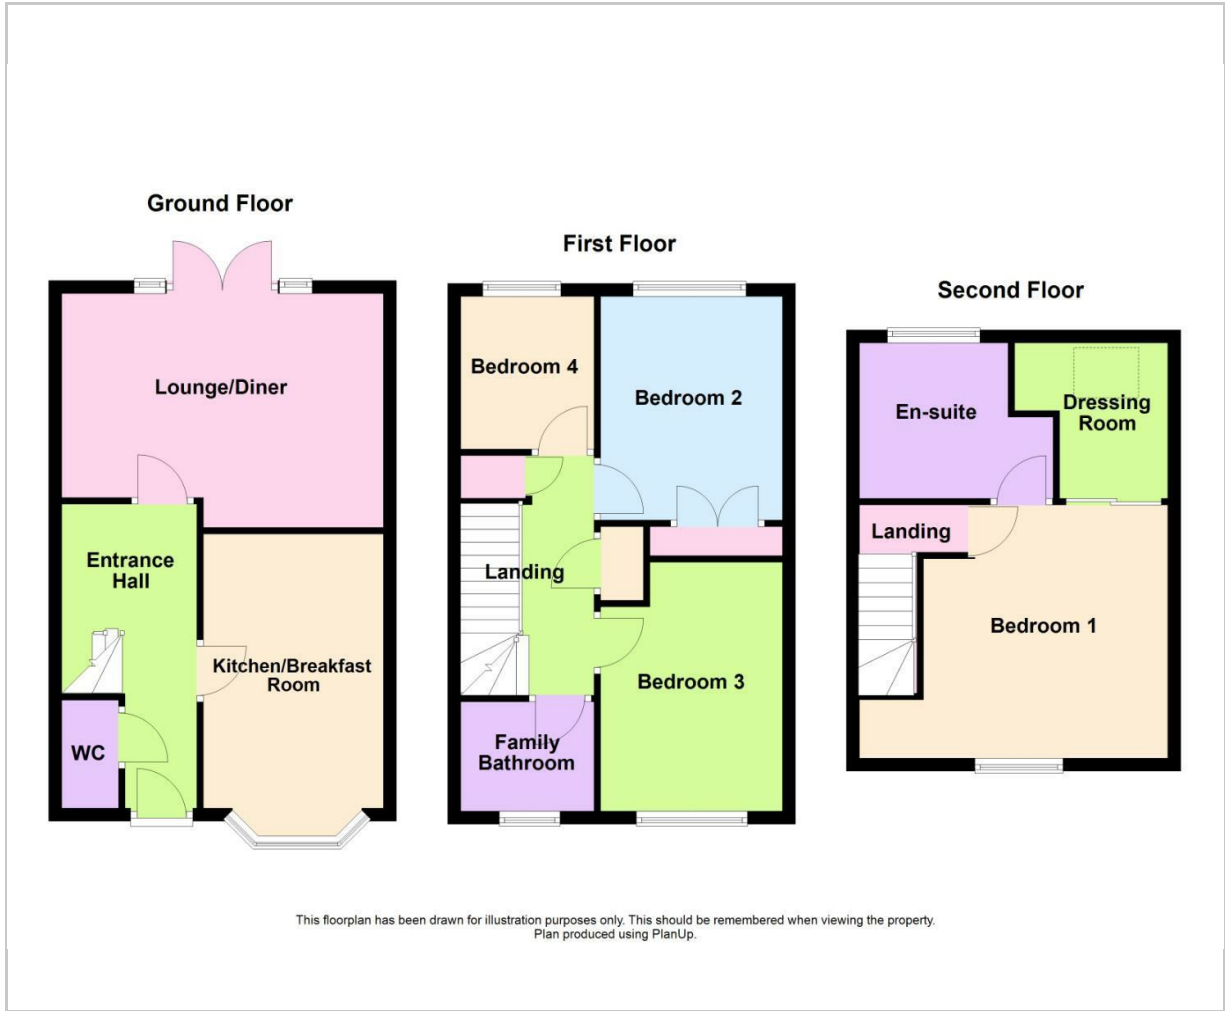 Ground Floor
Lounge/Diner
Entrance
Hall
Kitchen/Breakfast
Room
WC
First Floor
Bedroom 4
Bedroom 2
Landing
Bedroom 3
Family
Bathroom
Second Floor
En-suite
Dressing
Room
Landing
Bedroom 1
This floorplan has been drawn for illustration purposes only. This should be remembered when viewing the property.
Plan produced using PlanUp.